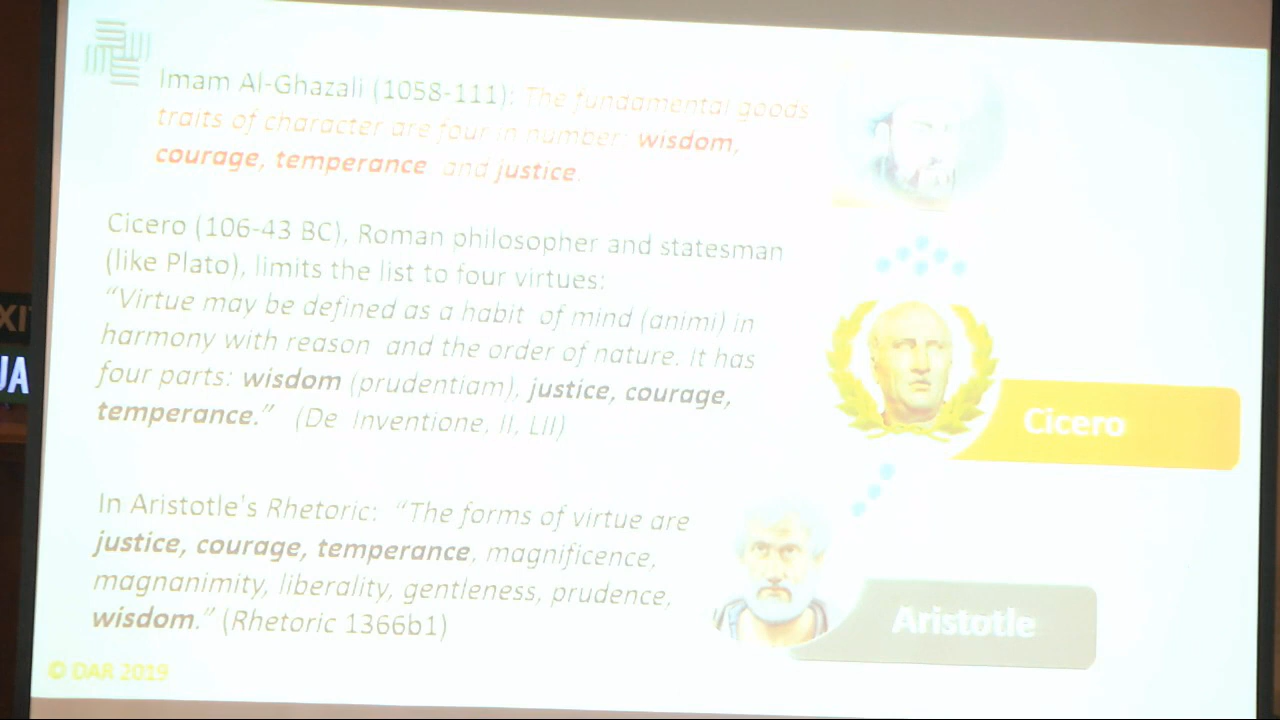 Imam Al-Ghazali (1058-111): The fundamental goods
traits of character are four in number: wisdom,
courage, temperance and justice.
Cicero (106-43 BC), Roman philosopher and statesman
(like Plato), limits the list to four virtues:
“Virtue may be defined as a habit of mind (animi) in
harmony with reason and the order of nature. It has
four parts: wisdom (prudentiam), justice, courage,
temperance.” (De Inventione, II, LII)
Cicero
In Aristotle's Rhetoric: “The forms of virtue are
justice, courage, temperance, magnificence,
magnanimity, liberality, gentleness, prudence,
wisdom.” (Rhetoric 1366b1)
Aristotle
© DAR 2019
XI
UA